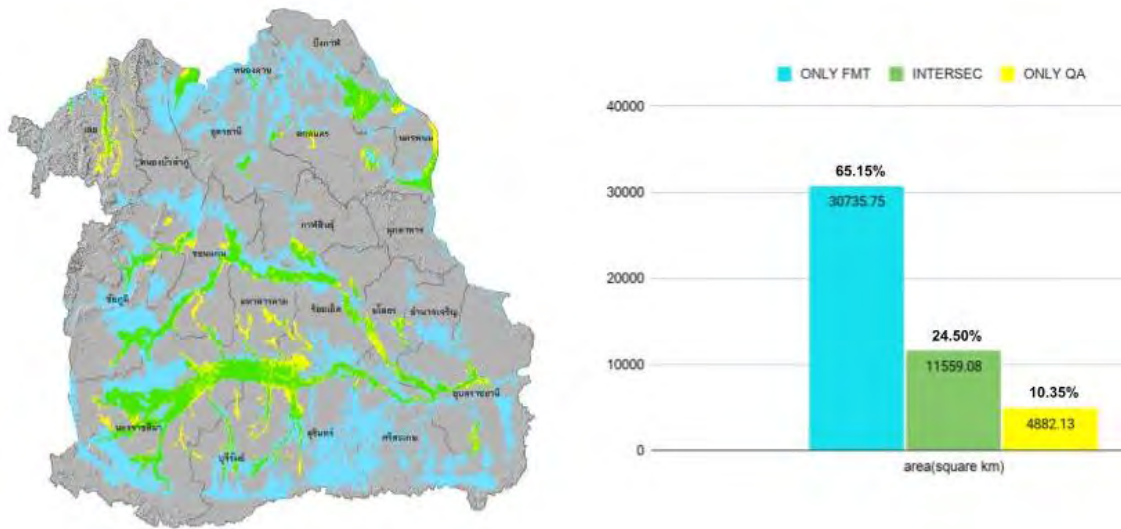 บึงกาฬ
หนองคาย
เลย
อุดรธานี
สกลนคร
นครพนม
หนองบัวลำภู
กาฬสินธุ์
มุกดาหาร
ขอนแก่น
ชัยภูมิ
มหาสารคาม
ร้อยเอ็ด
ยโสธร
อำนาจเจริญ
อุบลราชธานี
นครราชสีมา
บุรีรัมย์
สุรินทร์
ศรีสะเกษ
ONLY FMT
INTERSEC
ONLY QA
40000
30000
20000
10000
0
65.15%
30735.75
24.50%
11559.08
10.35%
4882.13
area(square km)